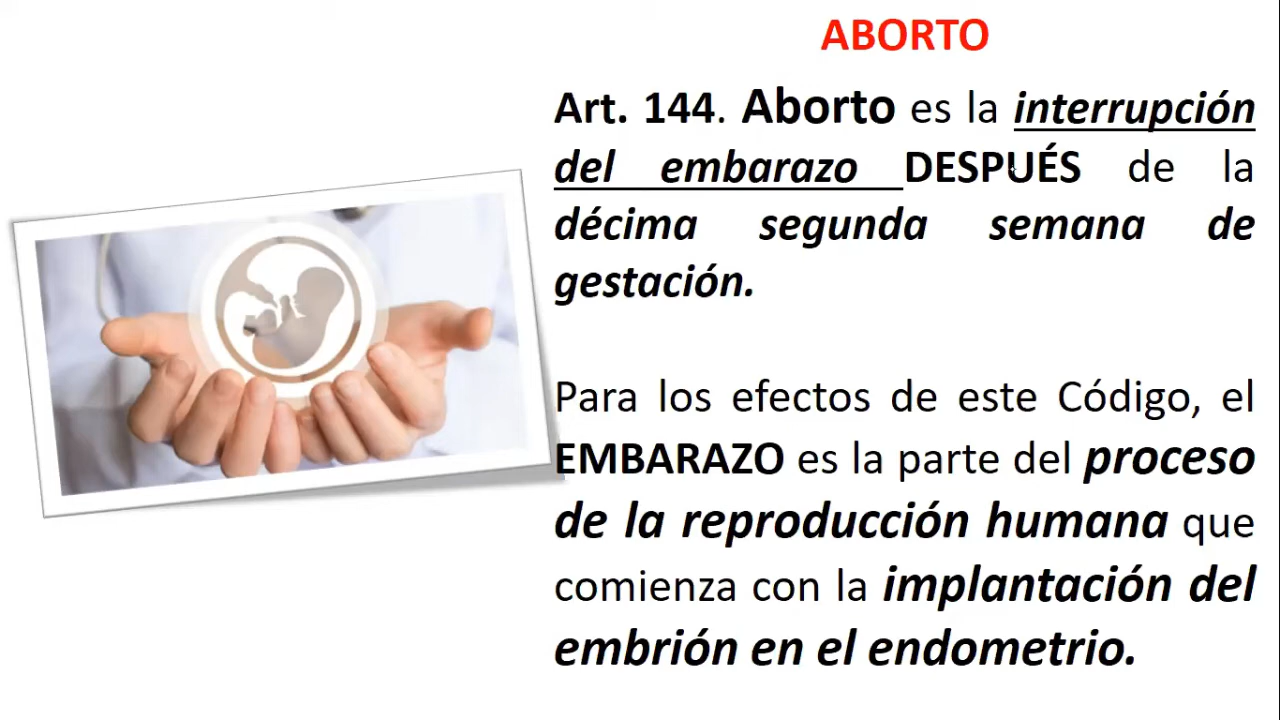 ABORTO
Art. 144. Aborto es la interrupción
del embarazo DESPUÉS de la
décima segunda semana de
gestación.
Para los efectos de este Código, el
EMBARAZO es la parte del proceso
de la reproducción humana que
comienza con la implantación del
embrión en el endometrio.